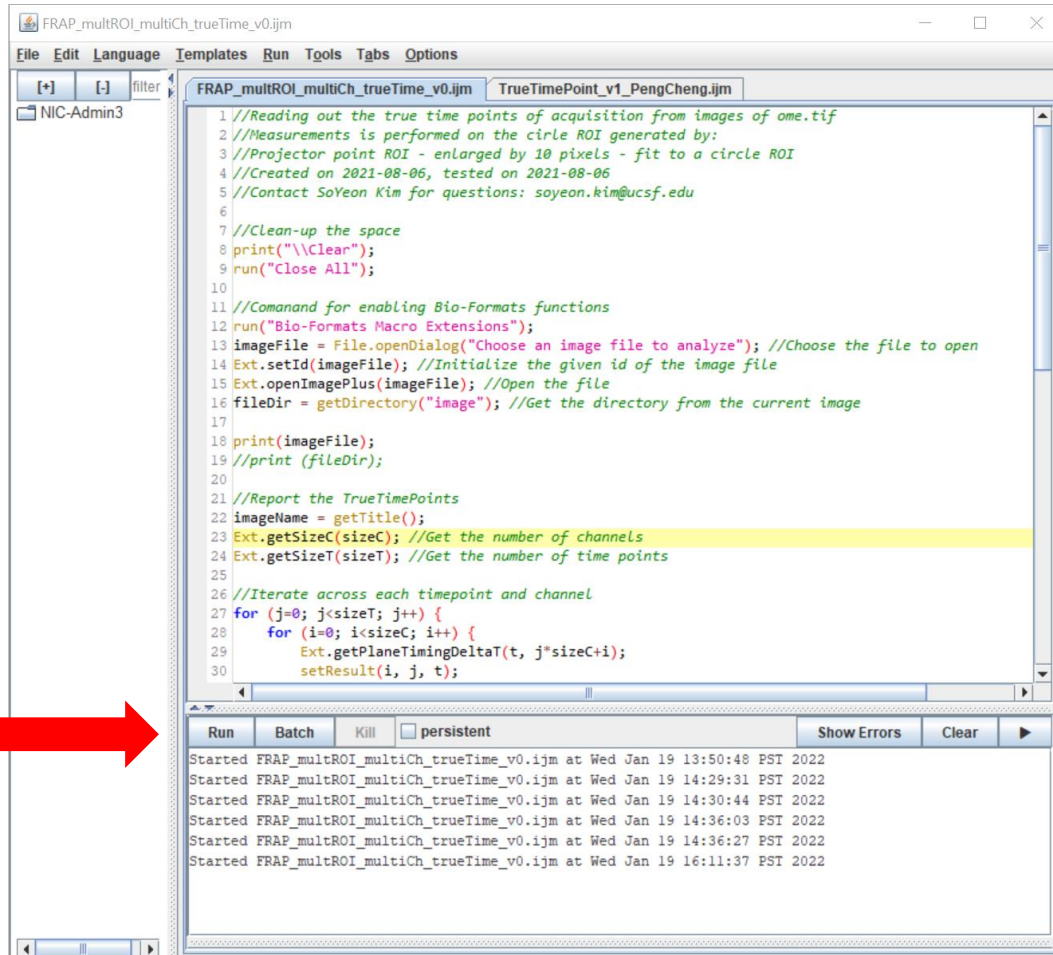 FRAP_multROI_multiCh_trueTime_v0.ijm
File Edit Language Templates Run Tools Tabs Options
[+] [-] filter
NIC-Admin3
FRAP_multROI_multiCh_trueTime_v0.ijm TrueTimePoint_v1_PengCheng.ijm
1 //Reading out the true time points of acquisition from images of ome.tif
2 //Measurements is performed on the cirle ROI generated by:
3 //Projector point ROI - enlarged by 10 pixels - fit to a circle ROI
4 //Created on 2021-08-06, tested on 2021-08-06
5 //Contact SoYeon Kim for questions: soyeon.kim@ucsf.edu
6
7 //Clean-up the space
8 print("\\Clear");
9 run("Close All");
10
11 //Comanand for enabling Bio-Formats functions
12 run("Bio-Formats Macro Extensions");
13 imageFile = File.openDialog("Choose an image file to analyze"); //Choose the file to open
14 Ext.setId(imageFile); //Initialize the given id of the image file
15 Ext.openImagePlus(imageFile); //Open the file
16 fileDir = getDirectory("image"); //Get the directory from the current image
17
18 print(imageFile);
19 //print (fileDir);
20
21 //Report the TrueTimePoints
22 imageName = getTitle();
23 Ext.getSizeC(sizeC); //Get the number of channels
24 Ext.getSizeT(sizeT); //Get the number of time points
25
26 //Iterate across each timepoint and channel
27 for (j=0; j<sizeT; j++) {
28 for (i=0; i<sizeC; i++) {
29 Ext.getPlaneTimingDeltaT(t, j*sizeC+i);
30 setResult(i, j, t);
Run Batch Kill persistent Show Errors Clear
Started FRAP_multROI_multiCh_trueTime_v0.ijm at Wed Jan 19 13:50:48 PST 2022
Started FRAP_multROI_multiCh_trueTime_v0.ijm at Wed Jan 19 14:29:31 PST 2022
Started FRAP_multROI_multiCh_trueTime_v0.ijm at Wed Jan 19 14:30:44 PST 2022
Started FRAP_multROI_multiCh_trueTime_v0.ijm at Wed Jan 19 14:36:03 PST 2022
Started FRAP_multROI_multiCh_trueTime_v0.ijm at Wed Jan 19 14:36:27 PST 2022
Started FRAP_multROI_multiCh_trueTime_v0.ijm at Wed Jan 19 16:11:37 PST 2022